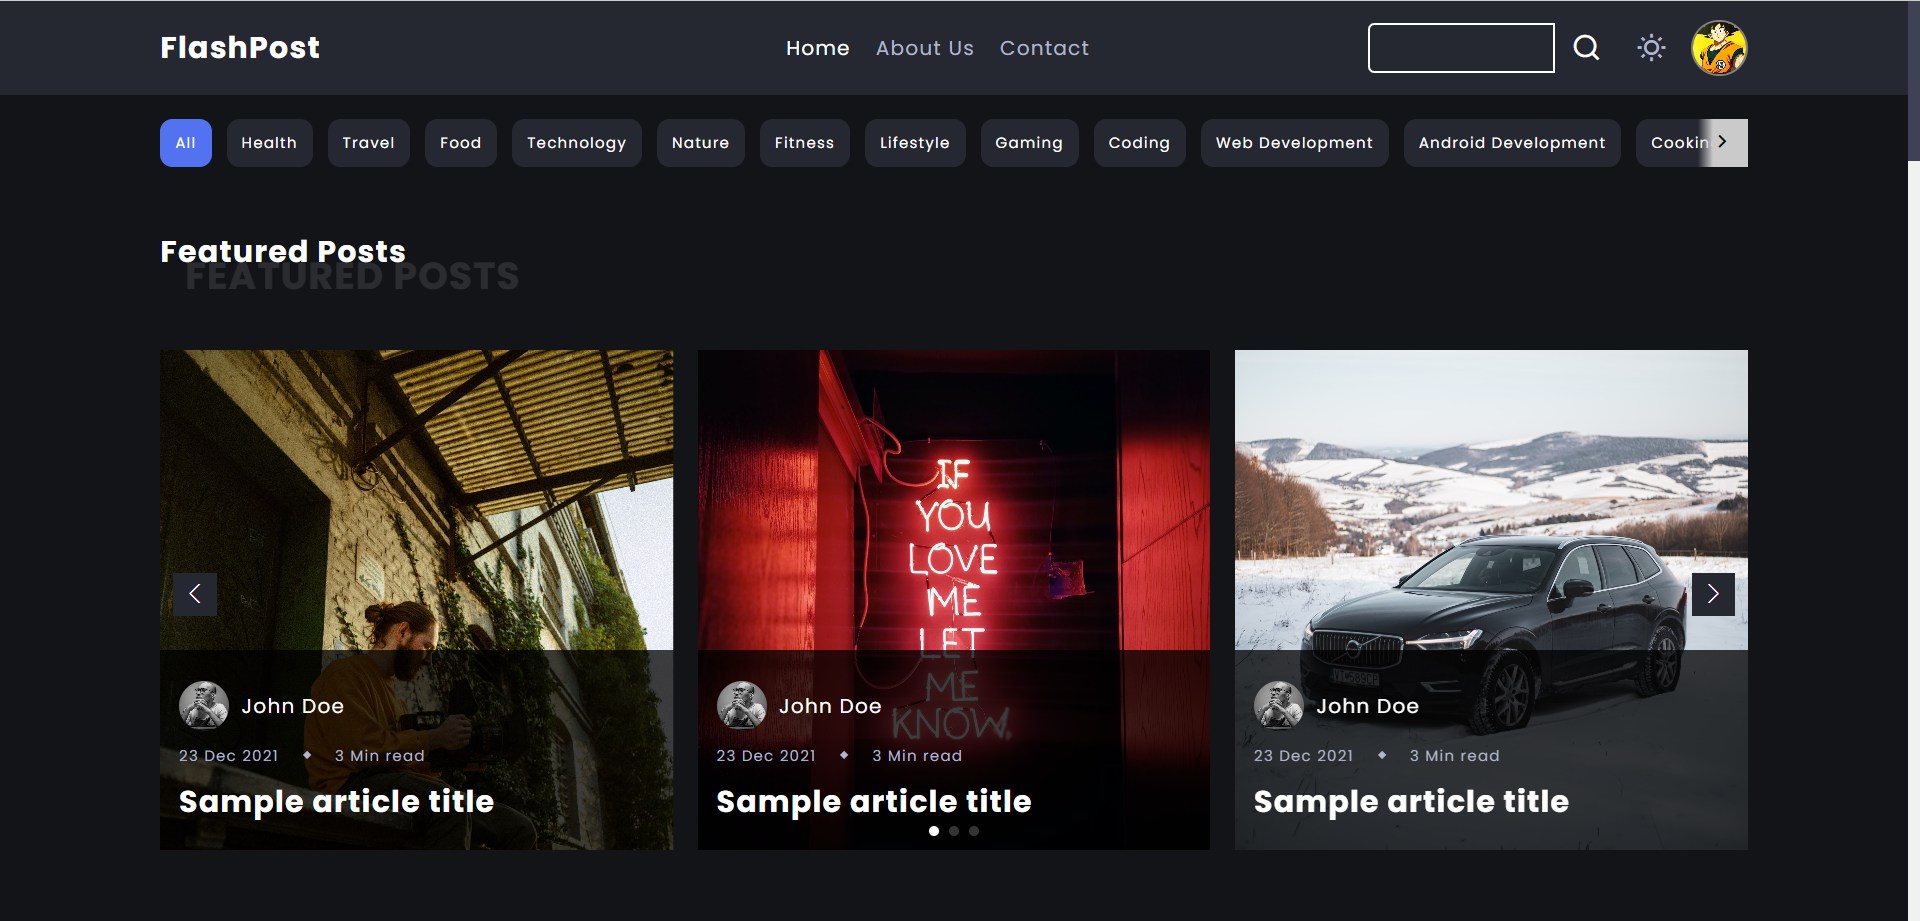 FlashPost
Home About Us Contact
All Health Travel Food Technology Nature Fitness Lifestyle Gaming Coding Web Development Android Development Cookin
Featured Posts
FEATURED POSTS
IF
YOU
LOVE
ME
LET
ME
KNOW.
John Doe
23 Dec 2021 ◆ 3 Min read
Sample article title
John Doe
23 Dec 2021 ◆ 3 Min read
Sample article title
John Doe
23 Dec 2021 ◆ 3 Min read
Sample article title